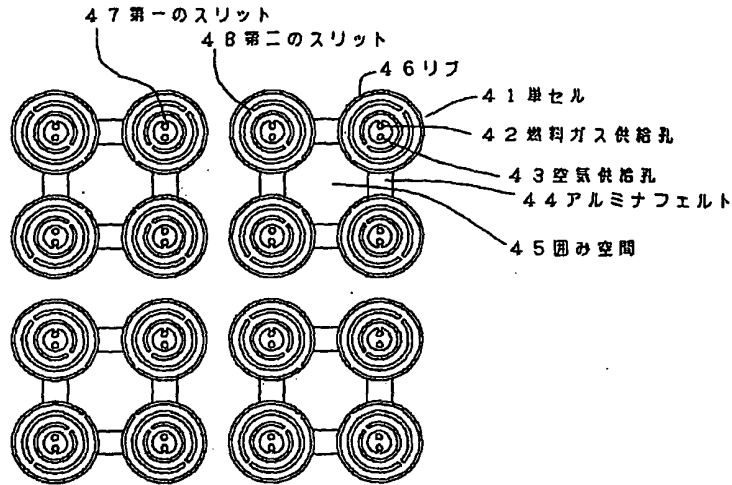 47第一のスリット
48第二のスリット
46リブ
41単セル
42燃料ガス供給孔
43空気供給孔
44アルミナフェルト
45囲み空間